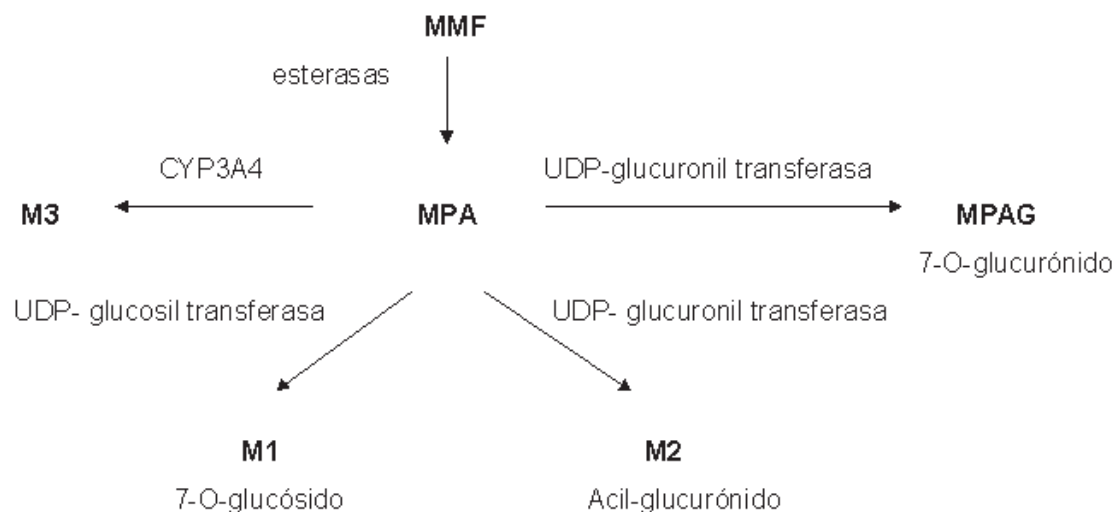 MMF
esterasas
CYP3A4
UDP-glucuronil transferasa
M3
MPA
MPAG
7-O-glucurónido
UDP- glucosil transferasa
UDP- glucuronil transferasa
M1
M2
7-O-glucósido
Acil-glucurónido